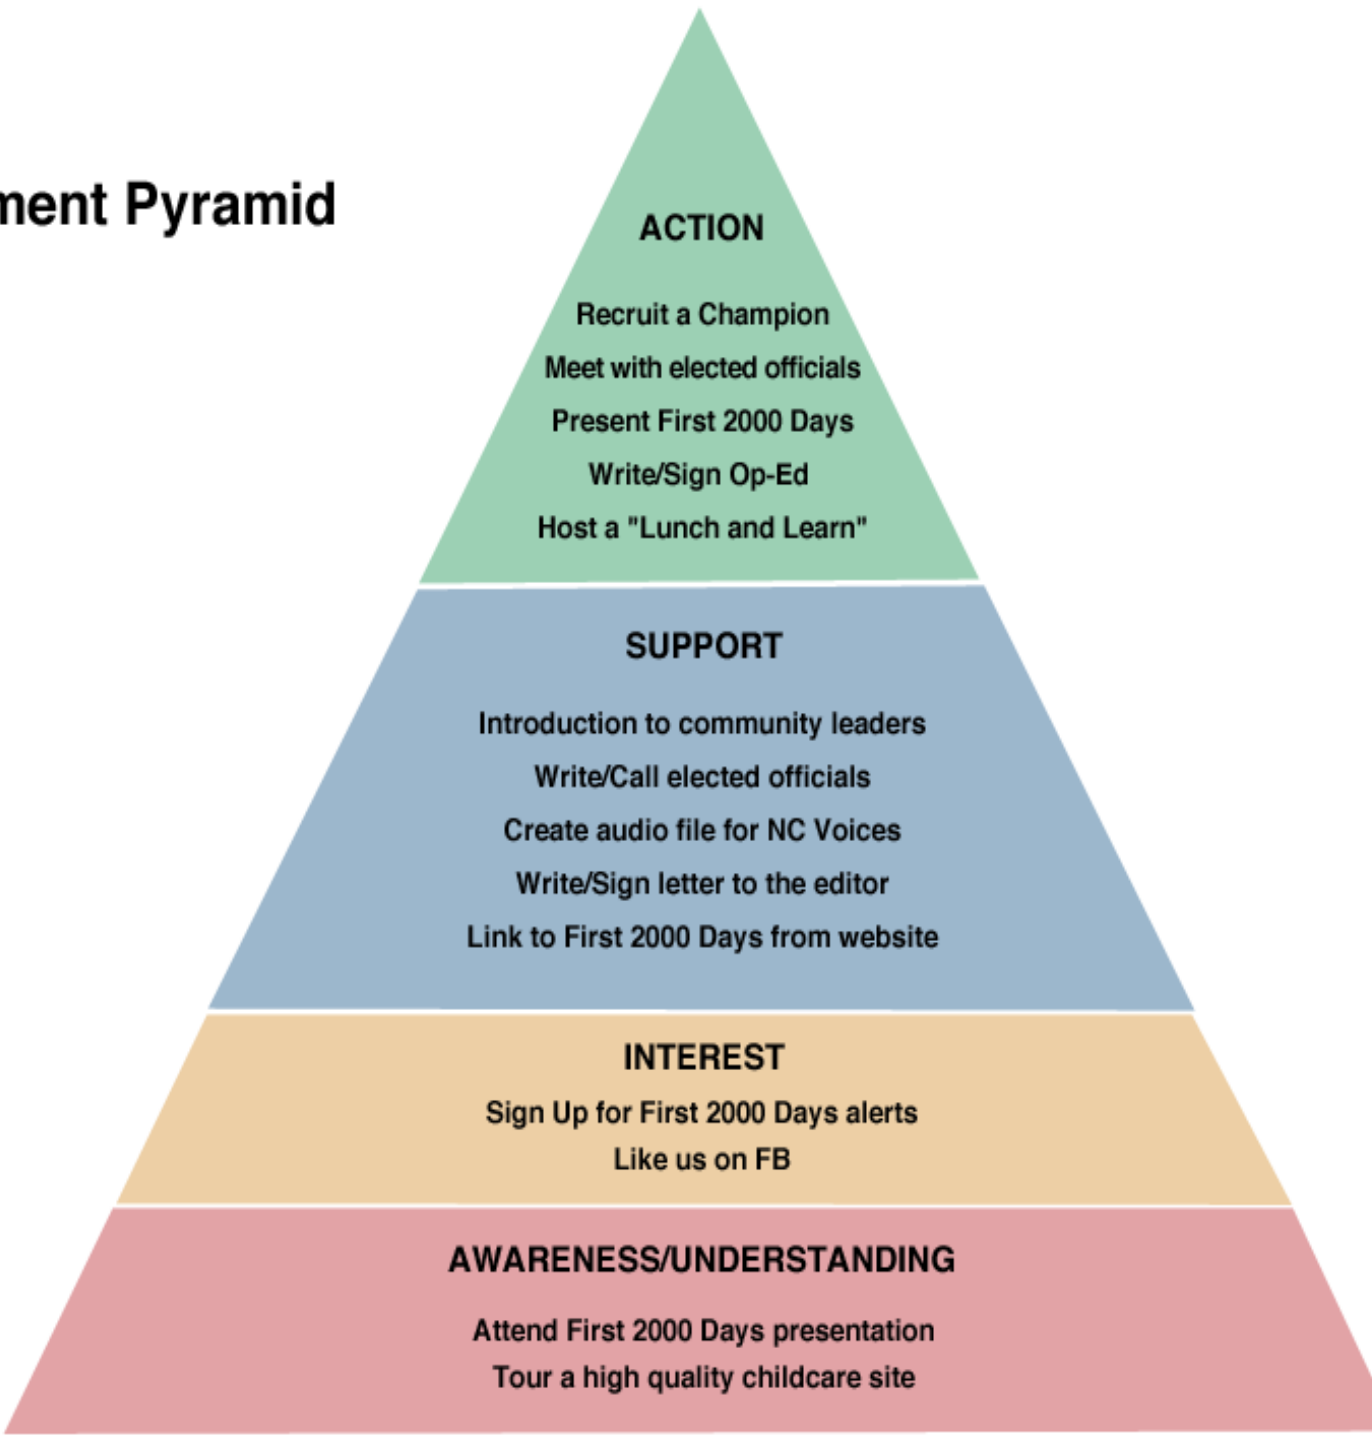 ment Pyramid
ACTION
Recruit a Champion
Meet with elected officials
Present First 2000 Days
Write/Sign Op-Ed
Host a "Lunch and Learn"
SUPPORT
Introduction to community leaders
Write/Call elected officials
Create audio file for NC Voices
Write/Sign letter to the editor
Link to First 2000 Days from website
INTEREST
Sign Up for First 2000 Days alerts
Like us on FB
AWARENESS/UNDERSTANDING
Attend First 2000 Days presentation
Tour a high quality childcare site